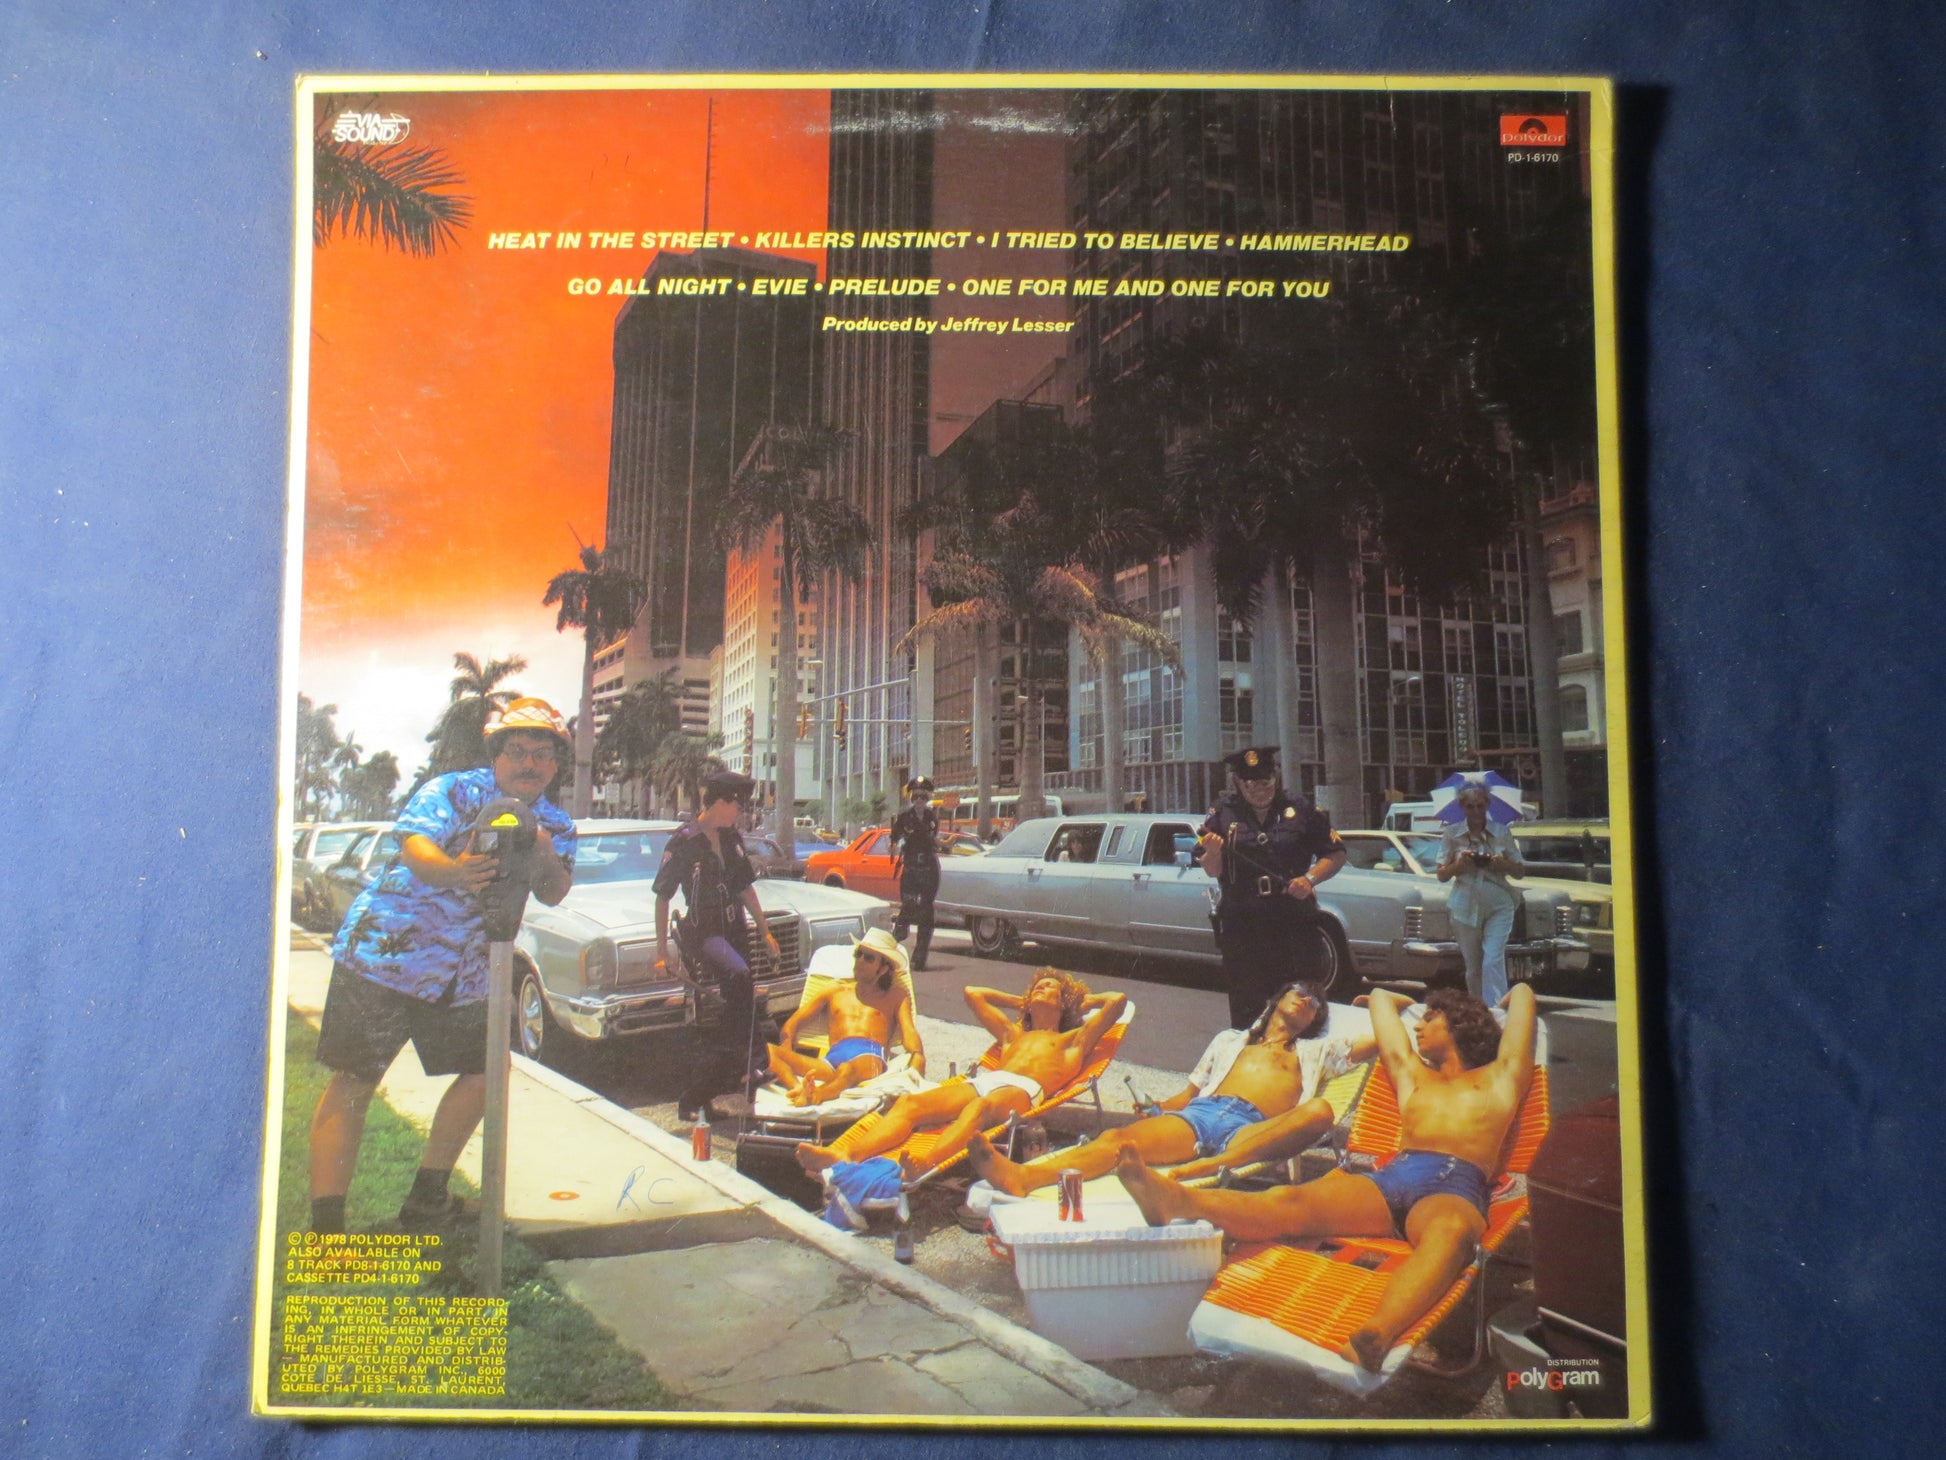 VIA
SOUND
polydor
PD-1-6170
HEAT IN THE STREET • KILLERS INSTINCT • I TRIED TO BELIEVE • HAMMERHEAD
GO ALL NIGHT • EVIE • PRELUDE • ONE FOR ME AND ONE FOR YOU
Produced by Jeffrey Lesser
RC
© ℗ 1978 POLYDOR LTD.
ALSO AVAILABLE ON
8 TRACK PD8-1-6170 AND
CASSETTE PD4-1-6170
REPRODUCTION OF THIS RECORD-
ING, IN WHOLE OR IN PART, IN
ANY MATERIAL FORM WHATEVER
IS AN INFRINGEMENT OF COPY-
RIGHT THEREIN AND SUBJECT TO
THE REMEDIES PROVIDED BY LAW
— MANUFACTURED AND DISTRIB-
UTED BY POLYGRAM INC. 6000
COTE DE LIESSE, ST. LAURENT,
QUEBEC H4T 1E3 — MADE IN CANADA
DISTRIBUTION
PolyGram